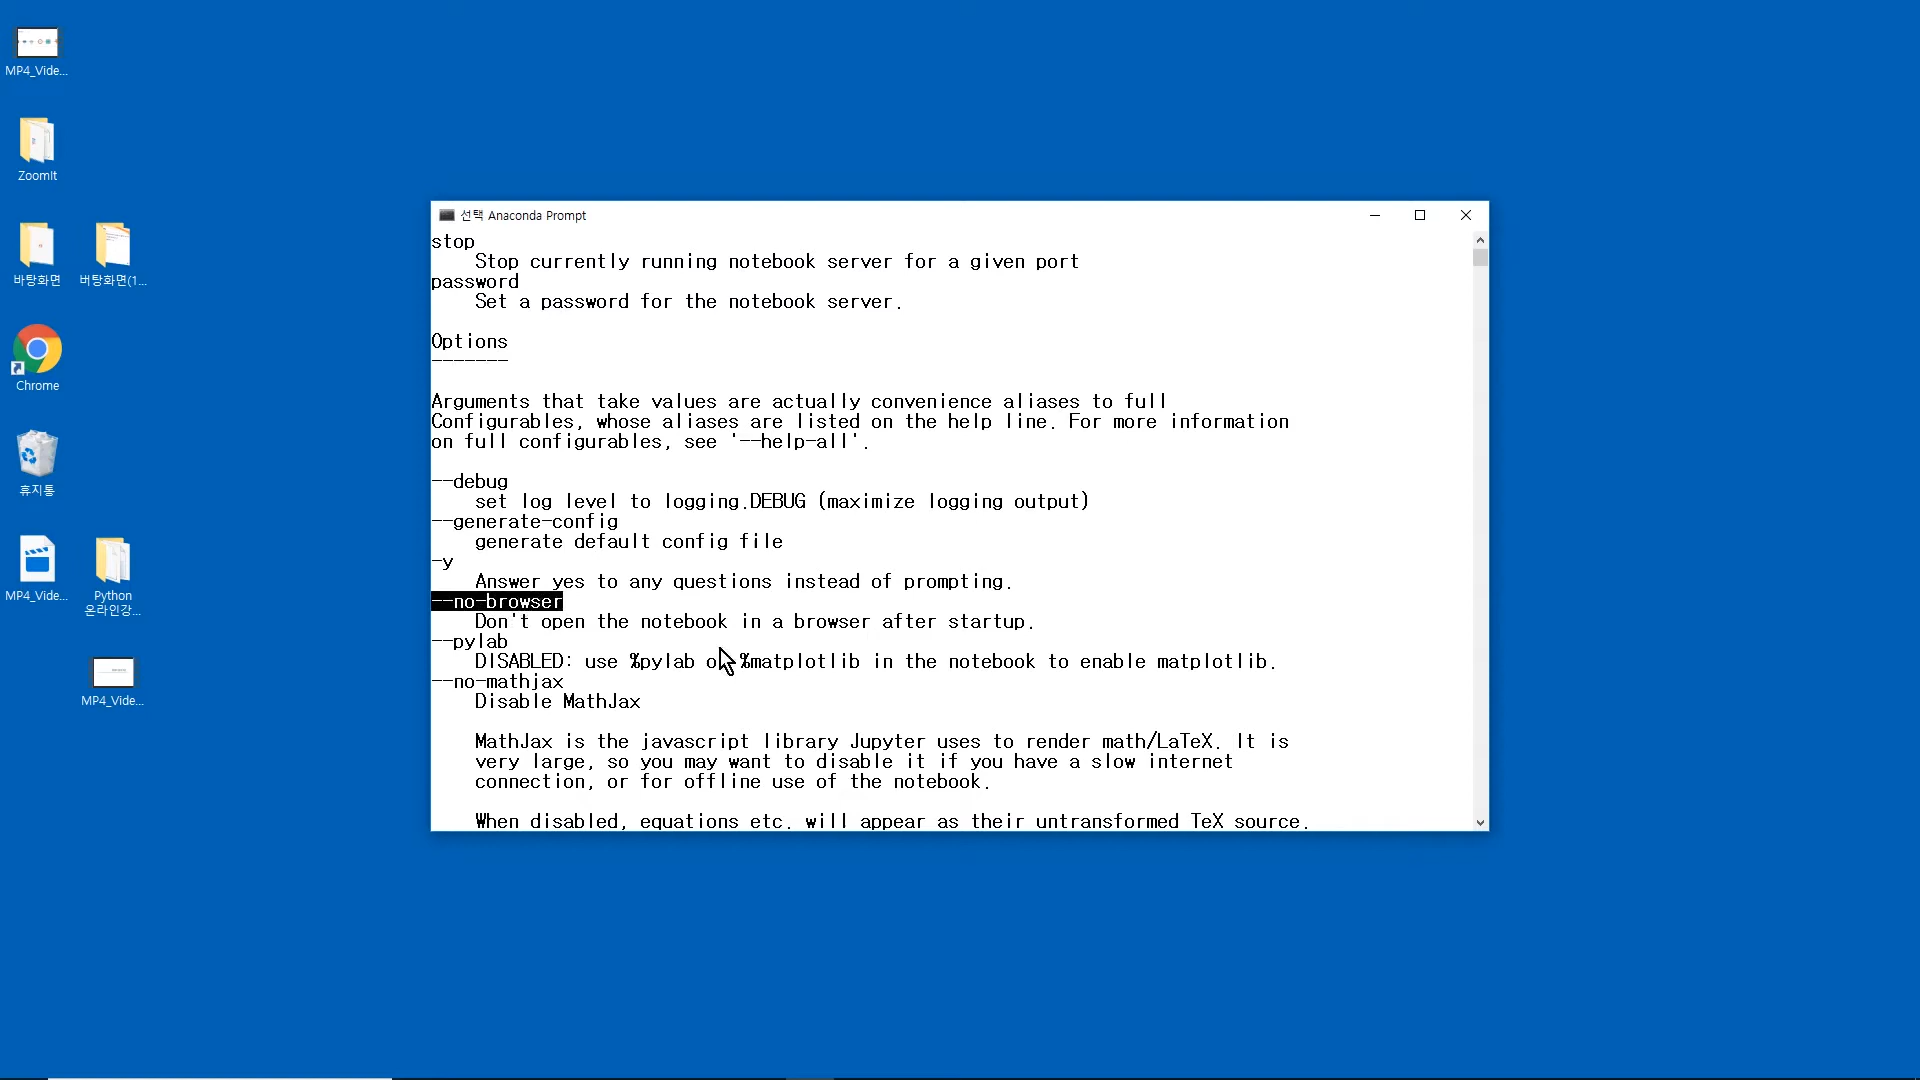 MP4_Vide...
ZoomIt
바탕화면
버탕화면(1...
Chrome
휴지통
MP4_Vide...
Python
온라인강...
MP4_Vide...
선택 Anaconda Prompt
stop
Stop currently running notebook server for a given port
password
Set a password for the notebook server.
Options
-------
Arguments that take values are actually convenience aliases to full
Configurables, whose aliases are listed on the help line. For more information
on full configurables, see '--help-all'.
--debug
set log level to logging.DEBUG (maximize logging output)
--generate-config
generate default config file
-y
Answer yes to any questions instead of prompting.
--no-browser
Don't open the notebook in a browser after startup.
--pylab
DISABLED: use %pylab or %matplotlib in the notebook to enable matplotlib.
--no-mathjax
Disable MathJax
MathJax is the javascript library Jupyter uses to render math/LaTeX. It is
very large, so you may want to disable it if you have a slow internet
connection, or for offline use of the notebook.
When disabled, equations etc. will appear as their untransformed TeX source.